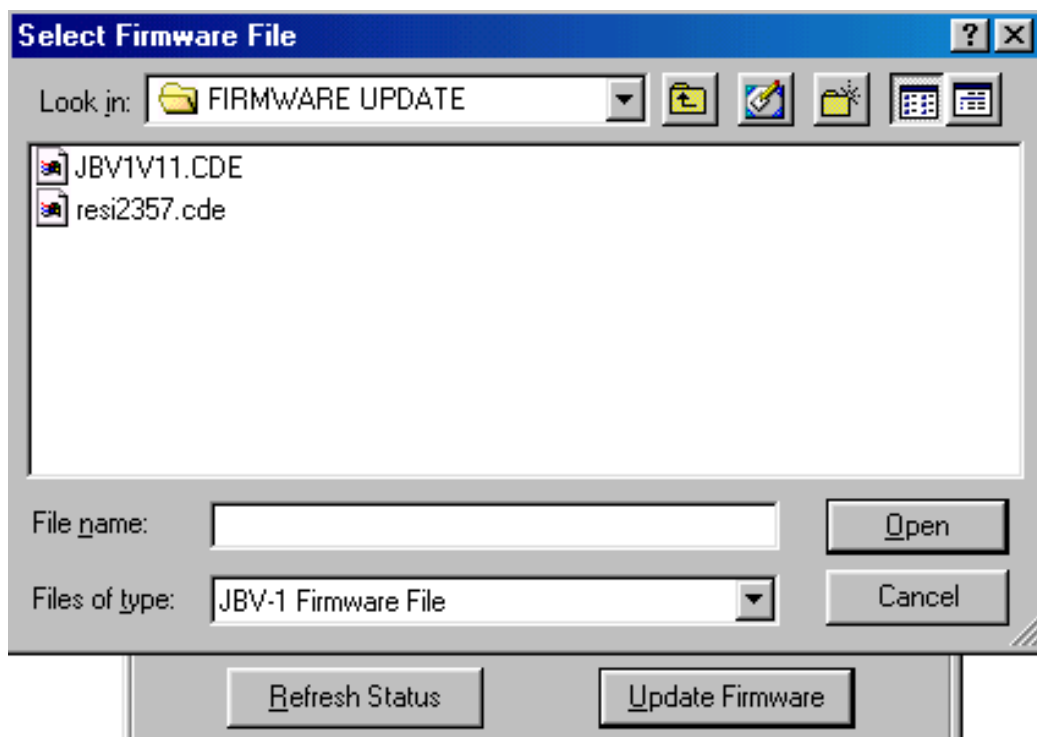 Select Firmware File
Look in: FIRMWARE UPDATE
JBV1V11.CDE
resi2357.cde
File name:
Open
Files of type: JBV-1 Firmware File
Cancel
Refresh Status
Update Firmware